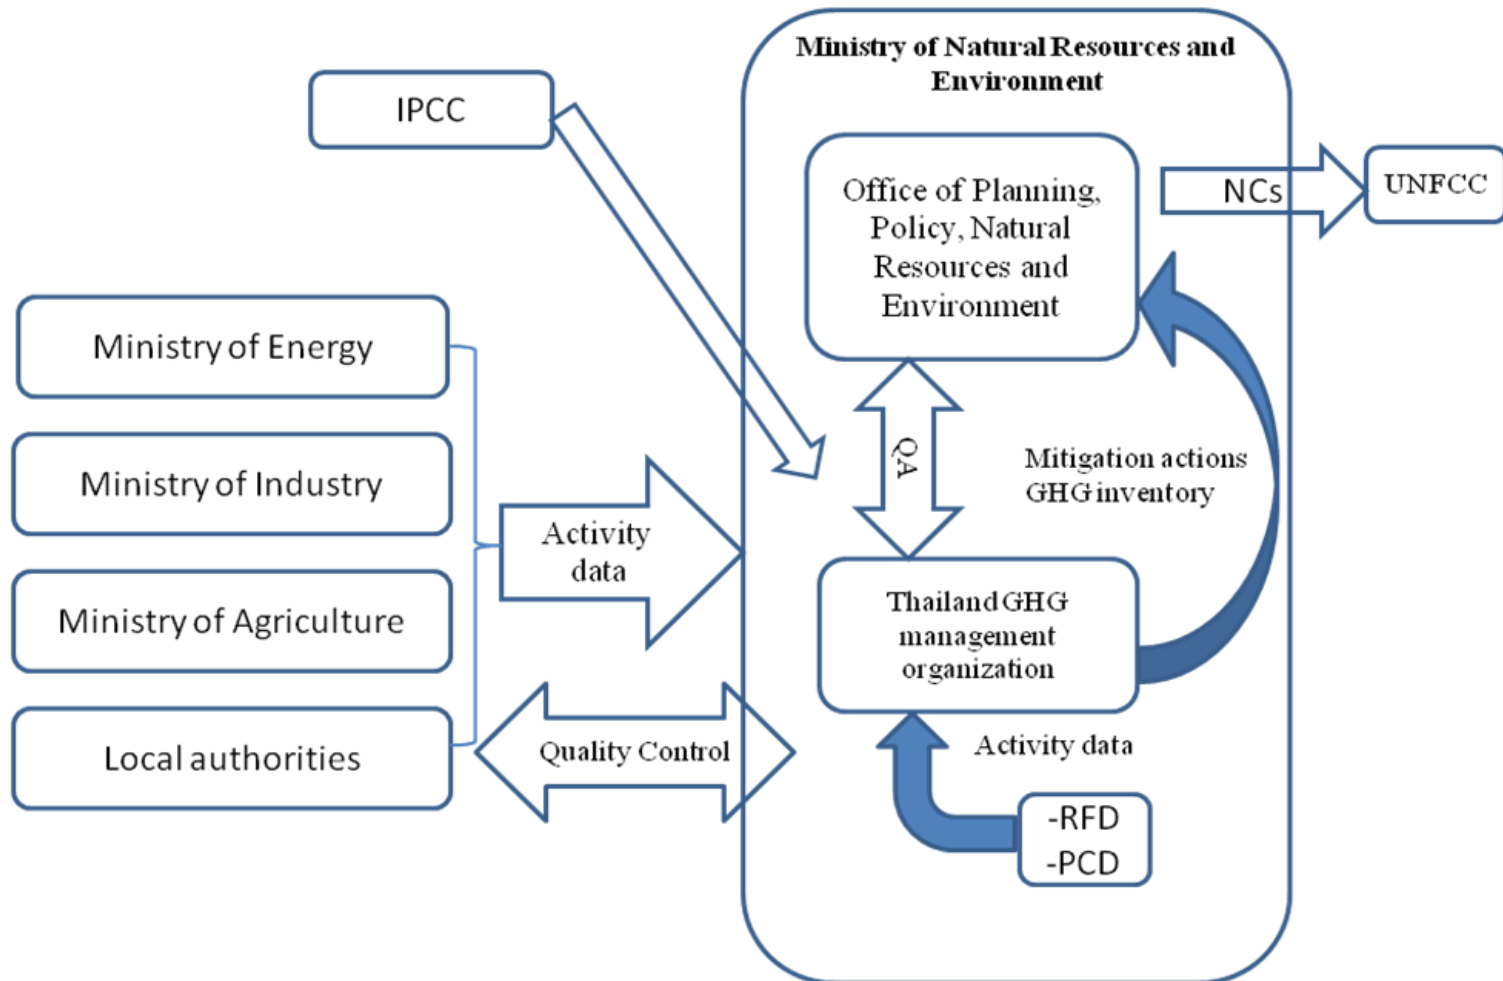 Ministry of Natural Resources and
Environment
IPCC
Office of Planning,
Policy, Natural
Resources and
Environment
NCs
UNFCC
Ministry of Energy
Ministry of Industry
Ministry of Agriculture
Local authorities
Activity
data
Quality Control
QA
Mitigation actions
GHG inventory
Thailand GHG
management
organization
Activity data
-RFD
-PCD